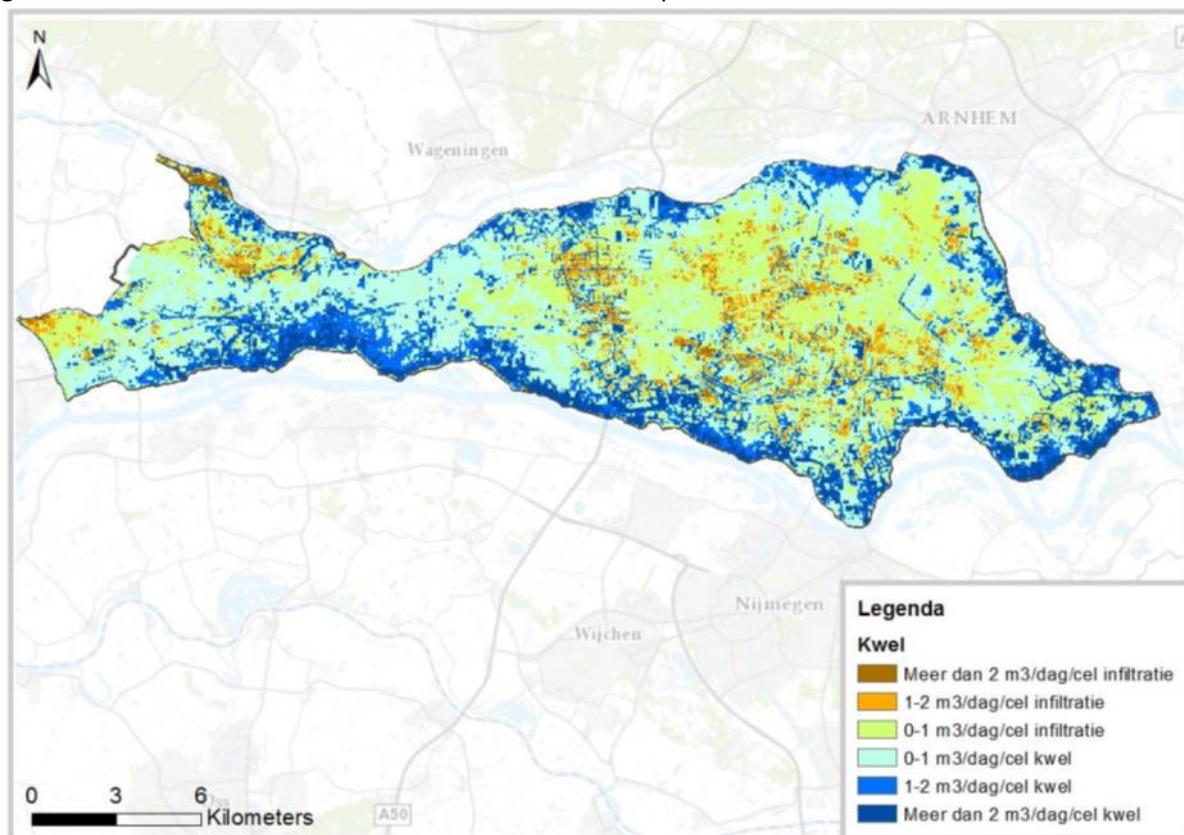 N
ARNHEM
Wageningen
Nijmegen
Wijchen
Legenda
Kwel
Meer dan 2 m3/dag/cel infiltratie
1-2 m3/dag/cel infiltratie
0-1 m3/dag/cel infiltratie
0-1 m3/dag/cel kwel
1-2 m3/dag/cel kwel
Meer dan 2 m3/dag/cel kwel
0 3 6
Kilometers
Oss
A50